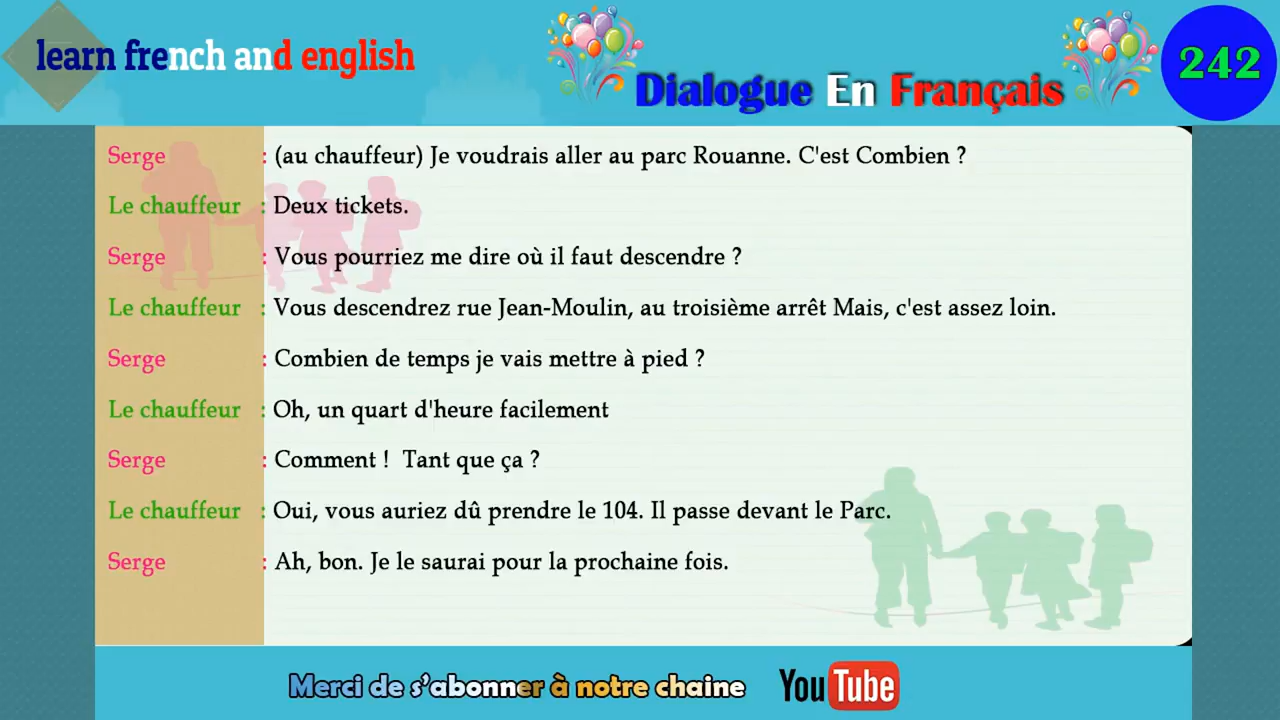 learn french and english
Dialogue En Français
242
Serge : (au chauffeur) Je voudrais aller au parc Rouanne. C'est Combien ?
Le chauffeur : Deux tickets.
Serge : Vous pourriez me dire où il faut descendre ?
Le chauffeur : Vous descendrez rue Jean-Moulin, au troisième arrêt Mais, c'est assez loin.
Serge : Combien de temps je vais mettre à pied ?
Le chauffeur : Oh, un quart d'heure facilement
Serge : Comment ! Tant que ça ?
Le chauffeur : Oui, vous auriez dû prendre le 104. Il passe devant le Parc.
Serge : Ah, bon. Je le saurai pour la prochaine fois.
Merci de s'abonner à notre chaine YouTube